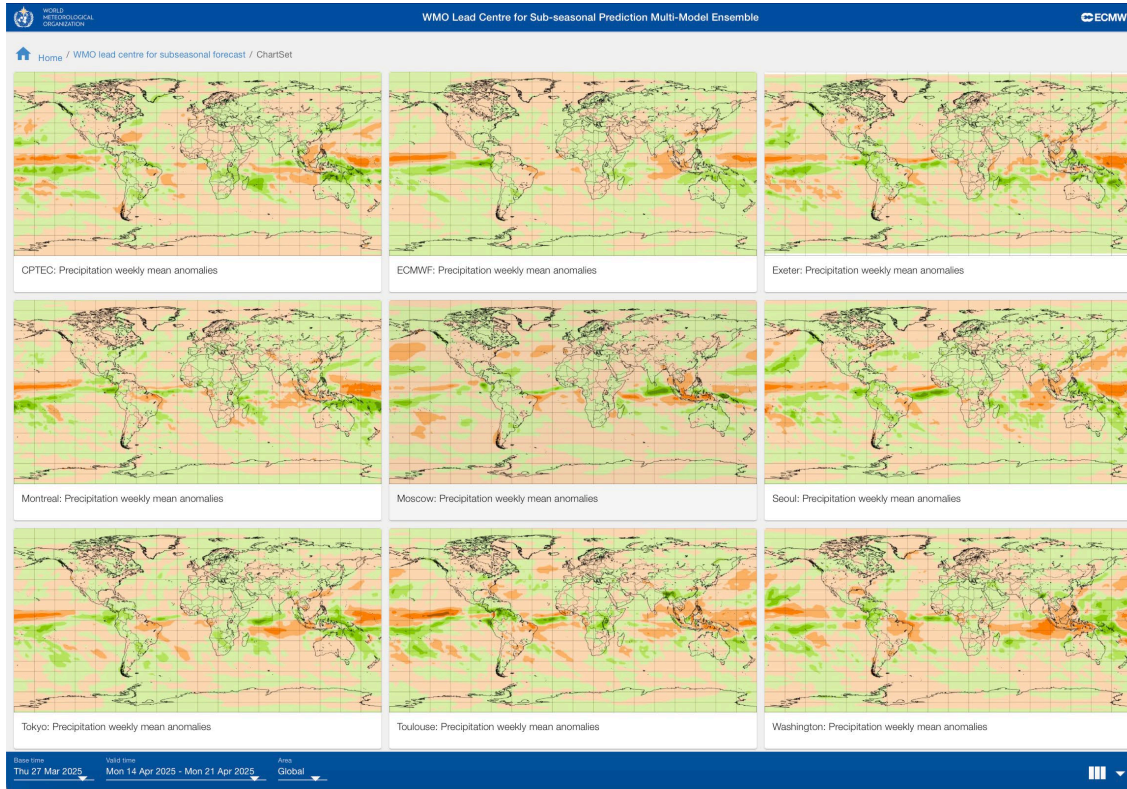 WORLD
METEOROLOGICAL
ORGANIZATION
WMO Lead Centre for Sub-seasonal Prediction Multi-Model Ensemble
ECMW
Home / WMO lead centre for subseasonal forecast / ChartSet
CPTEC: Precipitation weekly mean anomalies
ECMWF: Precipitation weekly mean anomalies
Exeter: Precipitation weekly mean anomalies
Montreal: Precipitation weekly mean anomalies
Moscow: Precipitation weekly mean anomalies
Seoul: Precipitation weekly mean anomalies
Tokyo: Precipitation weekly mean anomalies
Toulouse: Precipitation weekly mean anomalies
Washington: Precipitation weekly mean anomalies
Base time
Thu 27 Mar 2025
Valid time
Mon 14 Apr 2025 - Mon 21 Apr 2025
Area
Global